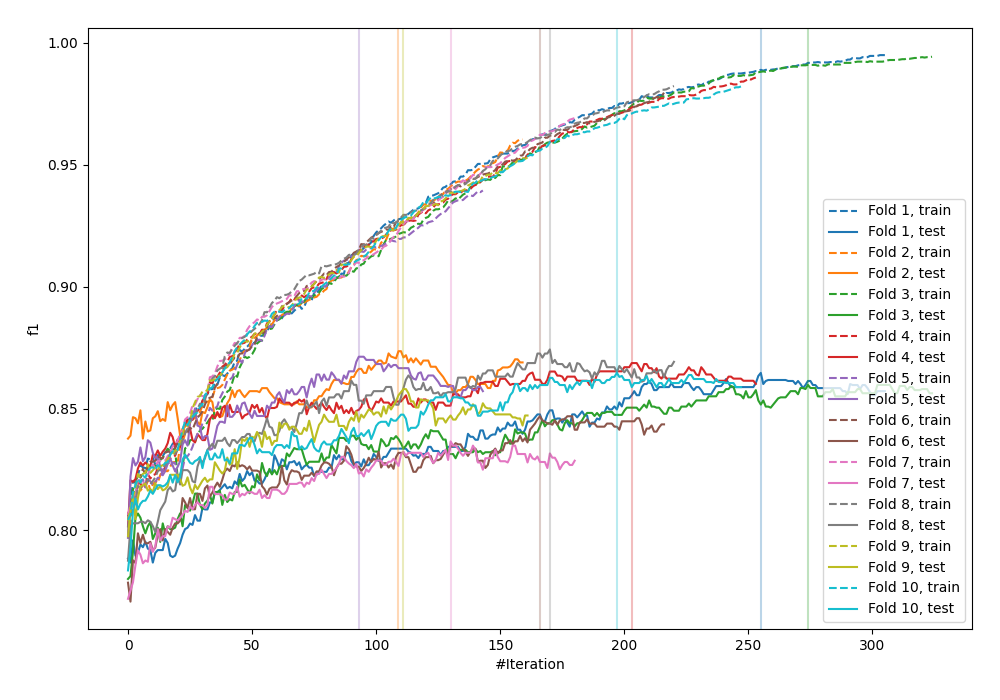 1.00
0.95
0.90
0.85
0.80
f1
0
50
100
150
200
250
300
#Iteration
Fold 1, train
Fold 1, test
Fold 2, train
Fold 2, test
Fold 3, train
Fold 3, test
Fold 4, train
Fold 4, test
Fold 5, train
Fold 5, test
Fold 6, train
Fold 6, test
Fold 7, train
Fold 7, test
Fold 8, train
Fold 8, test
Fold 9, train
Fold 9, test
Fold 10, train
Fold 10, test